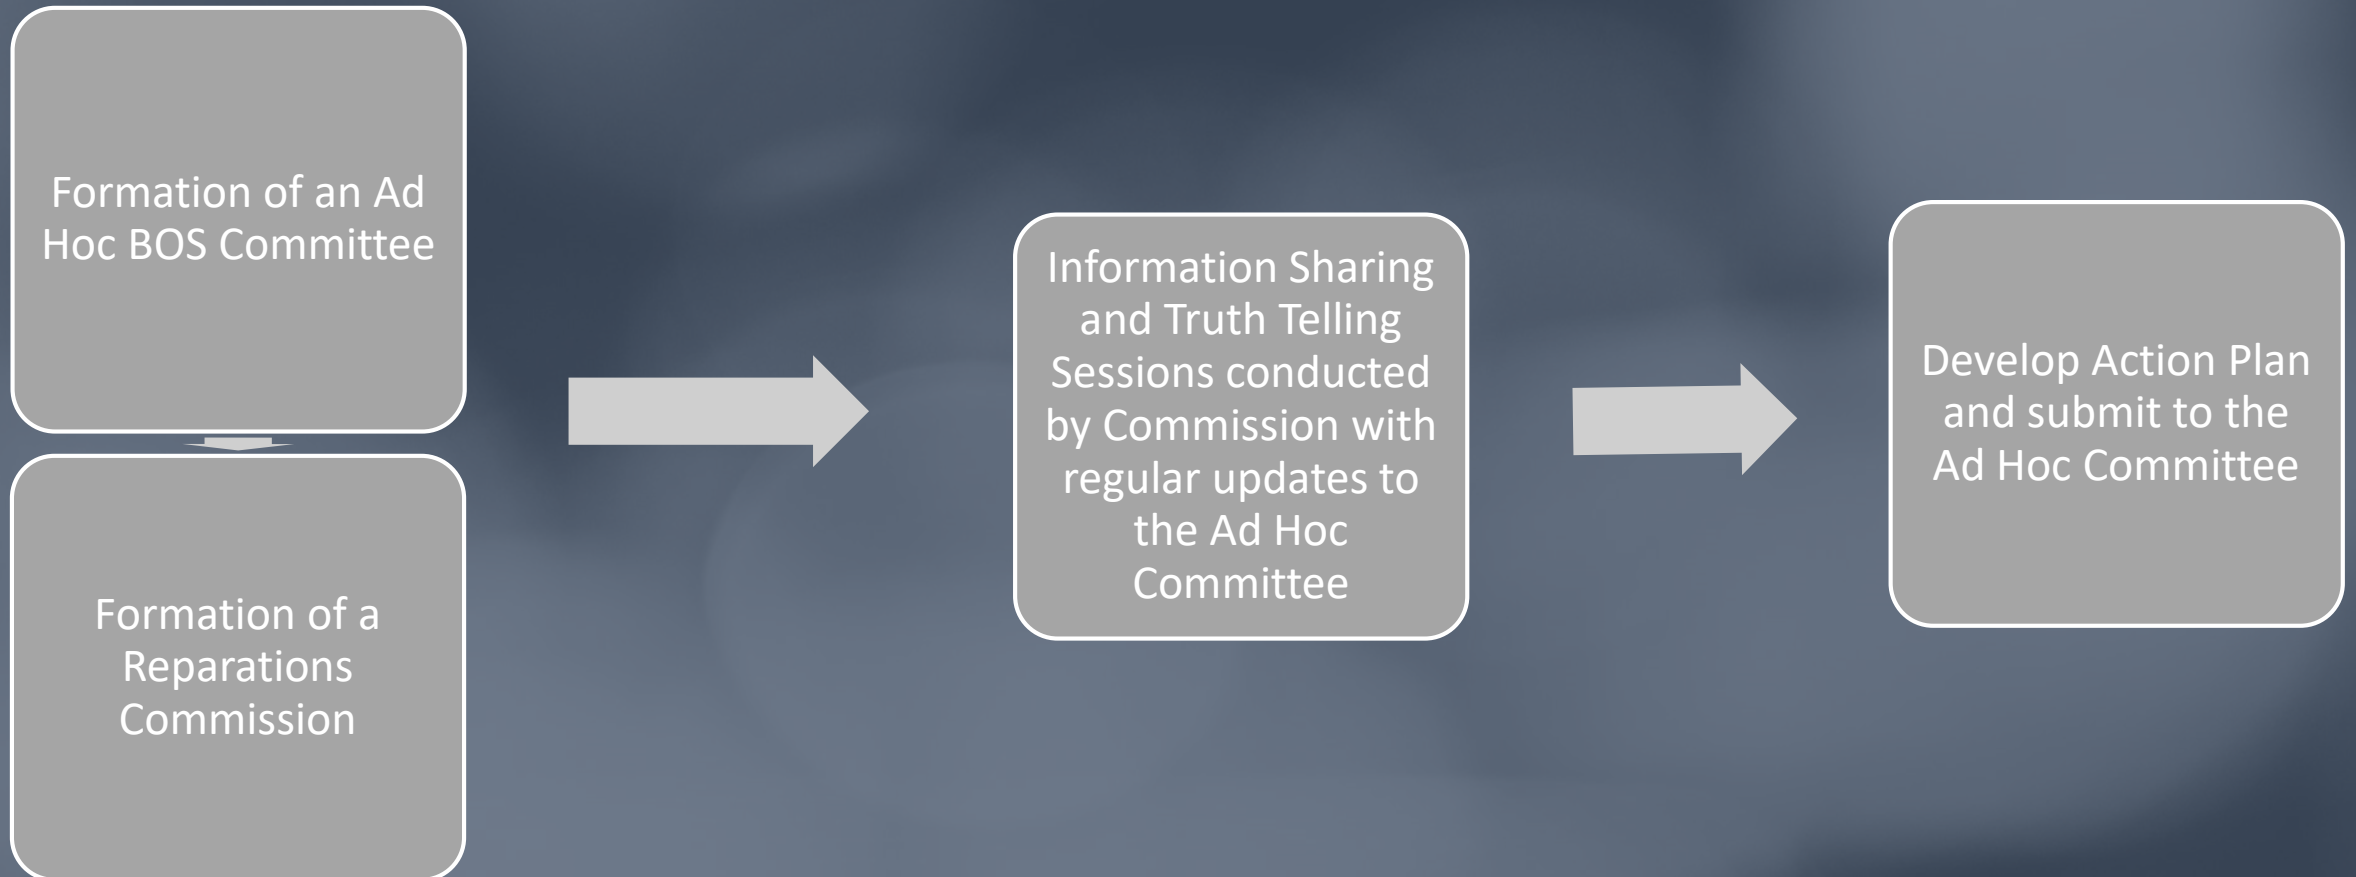 Formation of an Ad
Hoc BOS Committee
Formation of a
Reparations
Commission
Information Sharing
and Truth Telling
Sessions conducted
by Commission with
regular updates to
the Ad Hoc
Committee
Develop Action Plan
and submit to the
Ad Hoc Committee